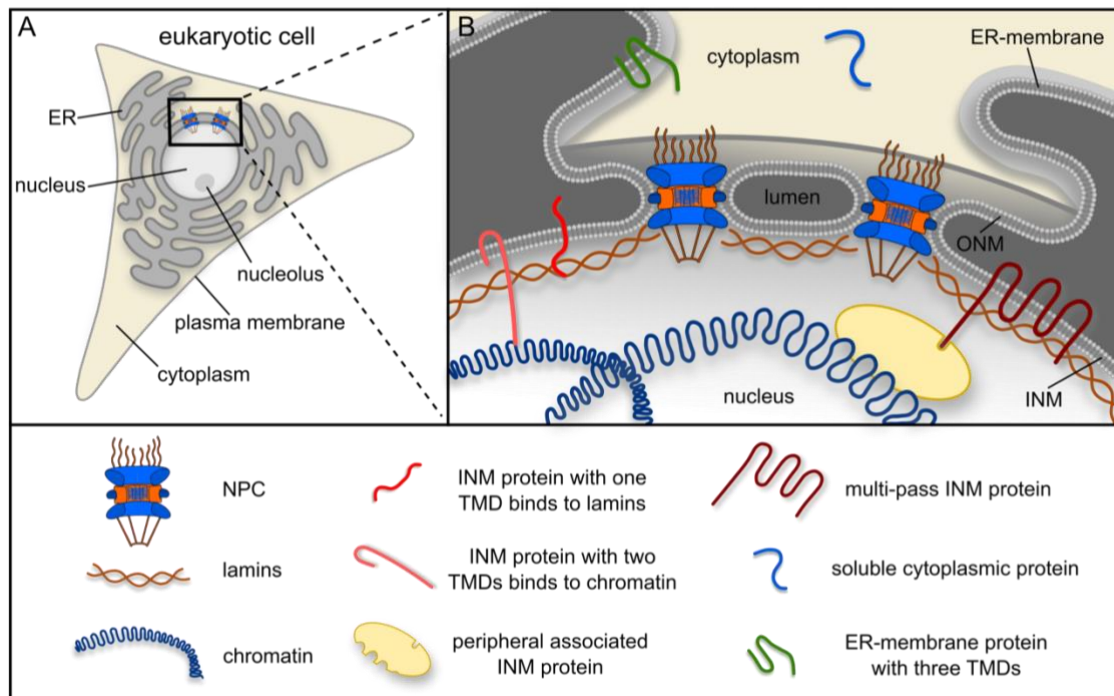 A
eukaryotic cell
ER
nucleus
nucleolus
plasma membrane
cytoplasm
B
cytoplasm
ER-membrane
lumen
ONM
nucleus
INM
NPC
INM protein with one
TMD binds to lamins
multi-pass INM protein
lamins
INM protein with two
TMDs binds to chromatin
soluble cytoplasmic protein
chromatin
peripheral associated
INM protein
ER-membrane protein
with three TMDs